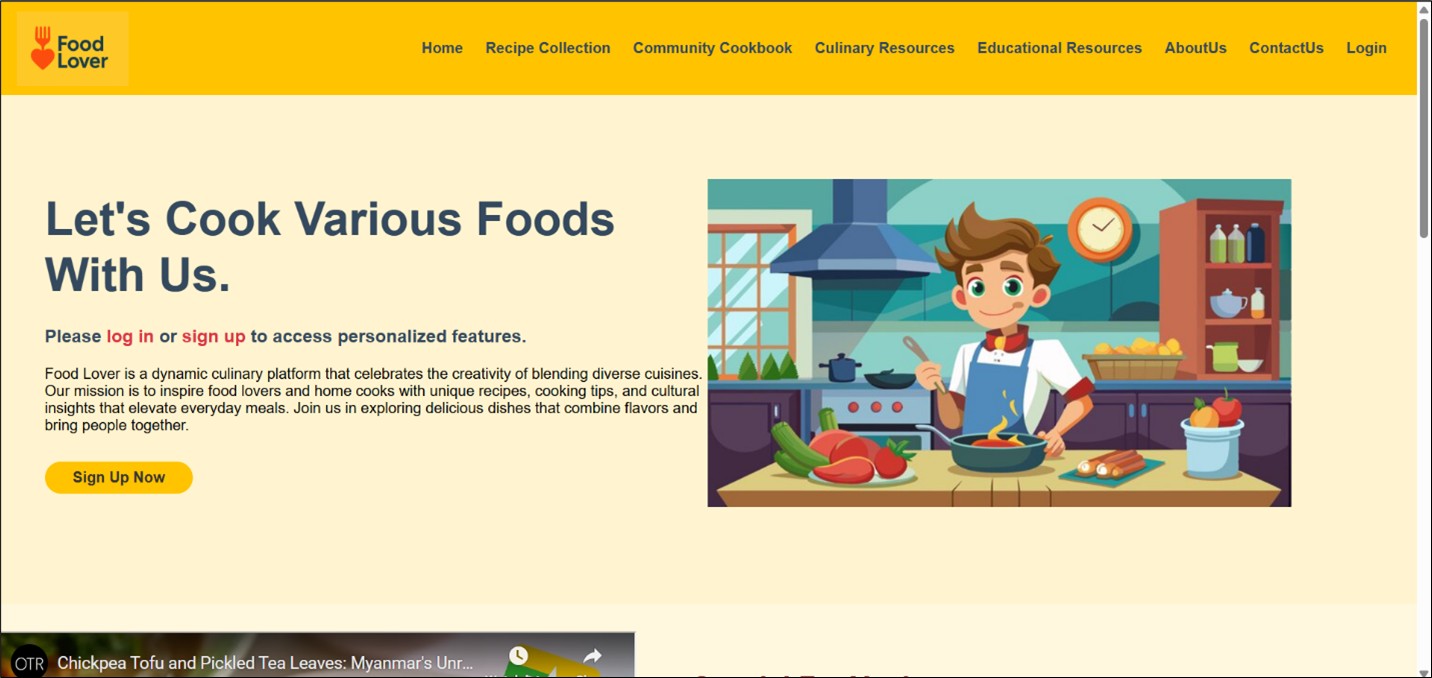 Food
Lover
Home Recipe Collection Community Cookbook Culinary Resources Educational Resources AboutUs ContactUs Login
Let's Cook Various Foods
With Us.
Please log in or sign up to access personalized features.
Food Lover is a dynamic culinary platform that celebrates the creativity of blending diverse cuisines.
Our mission is to inspire food lovers and home cooks with unique recipes, cooking tips, and cultural
insights that elevate everyday meals. Join us in exploring delicious dishes that combine flavors and
bring people together.
Sign Up Now
OTR Chickpea Tofu and Pickled Tea Leaves: Myanmar's Unr...